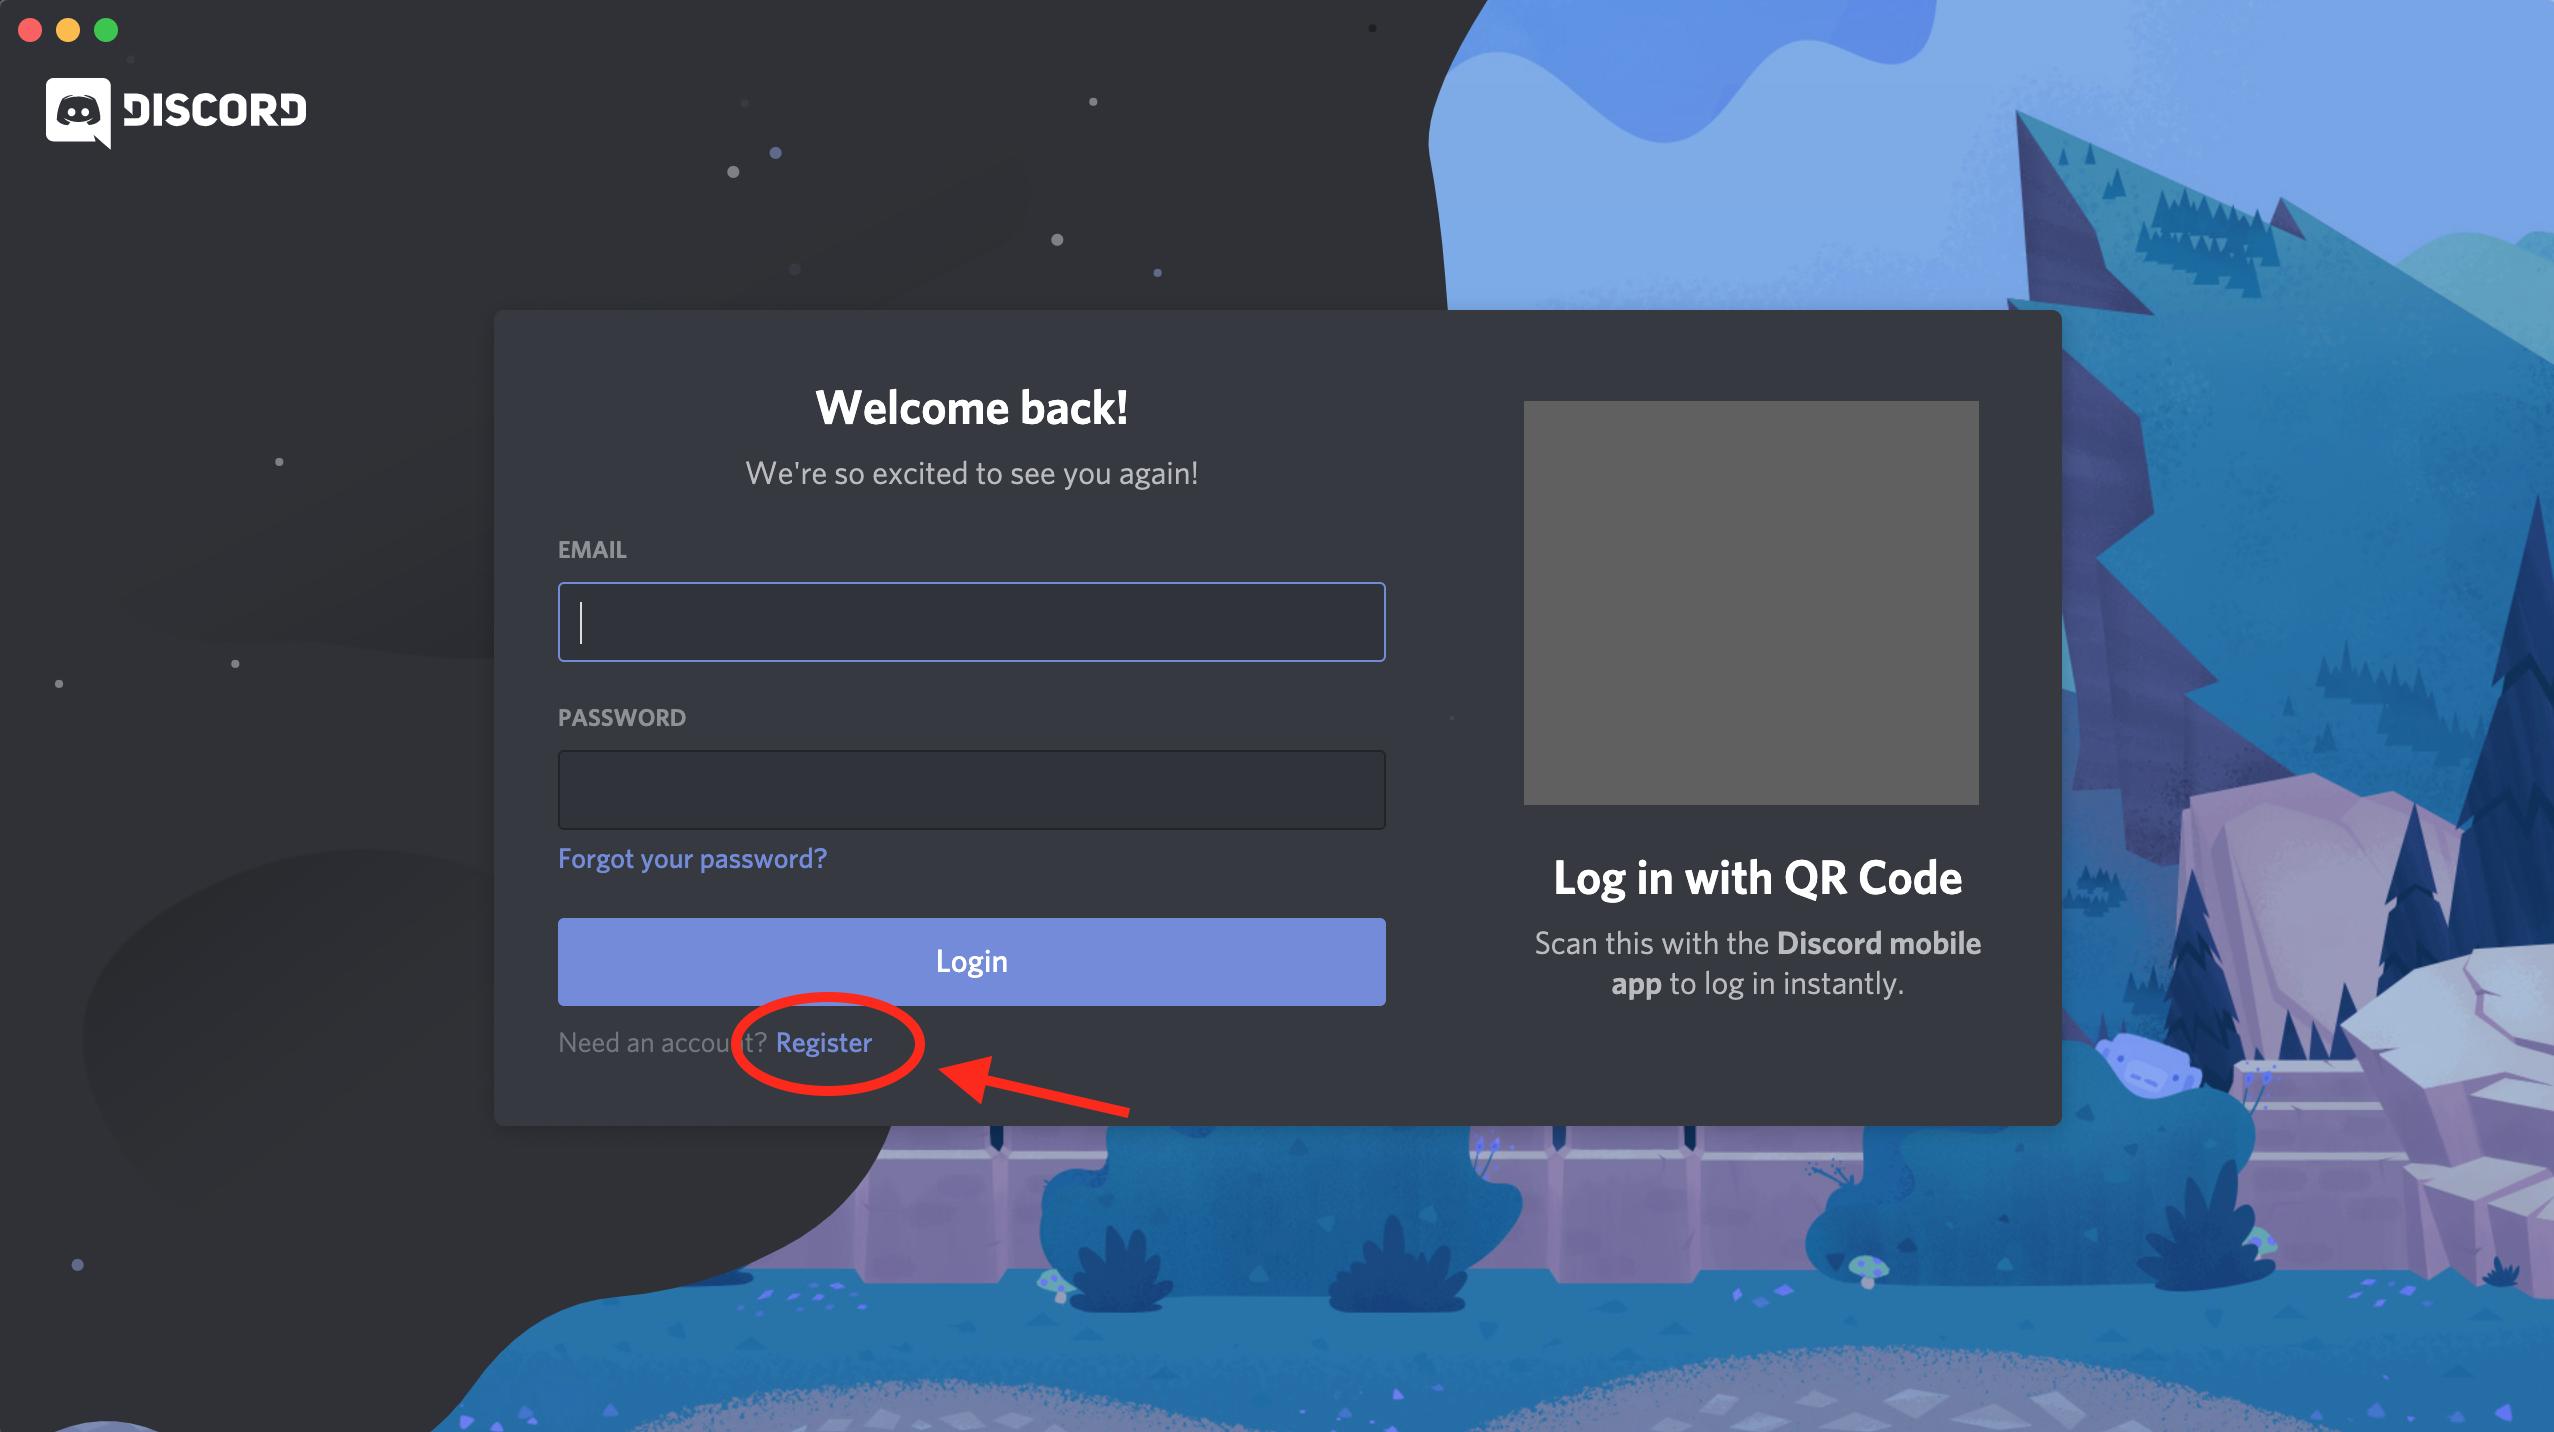 DISCORD
Welcome back!
We're so excited to see you again!
EMAIL
PASSWORD
Forgot your password?
Login
Need an account? Register
Log in with QR Code
Scan this with the Discord mobile
app to log in instantly.